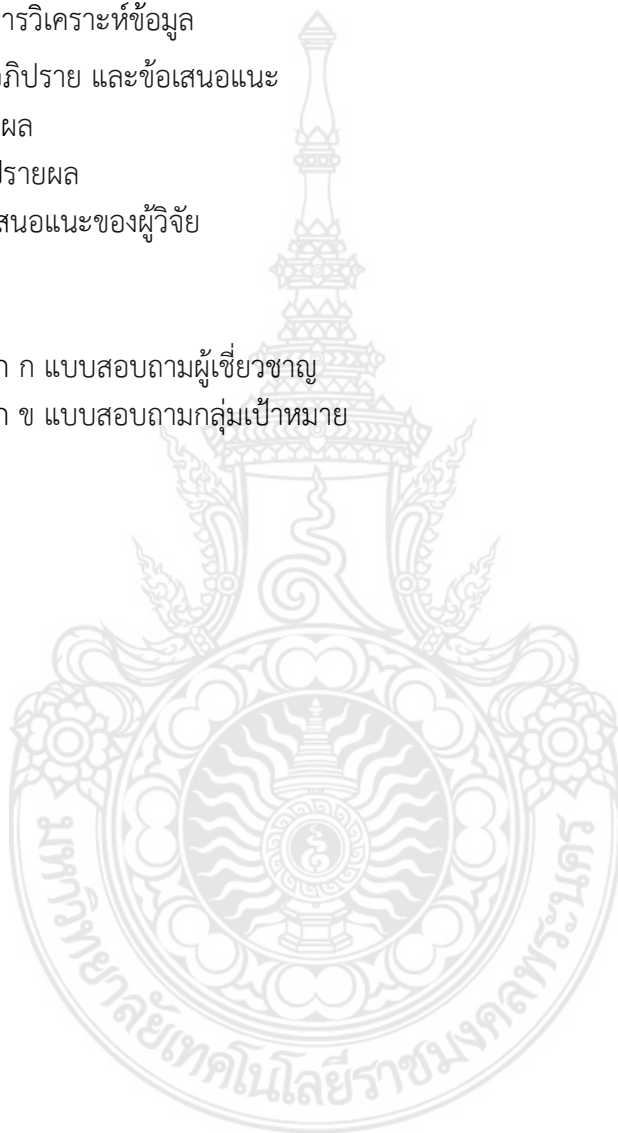 ารวิเคราะห์ข้อมูล
อภิปราย และข้อเสนอแนะ
ผล
ปรายผล
สนอแนะของผู้วิจัย
ก ก แบบสอบถามผู้เชี่ยวชาญ
ก ข แบบสอบถามกลุ่มเป้าหมาย
มหาวิทยาลัยเทคโนโลยีราชมงคลพระนคร